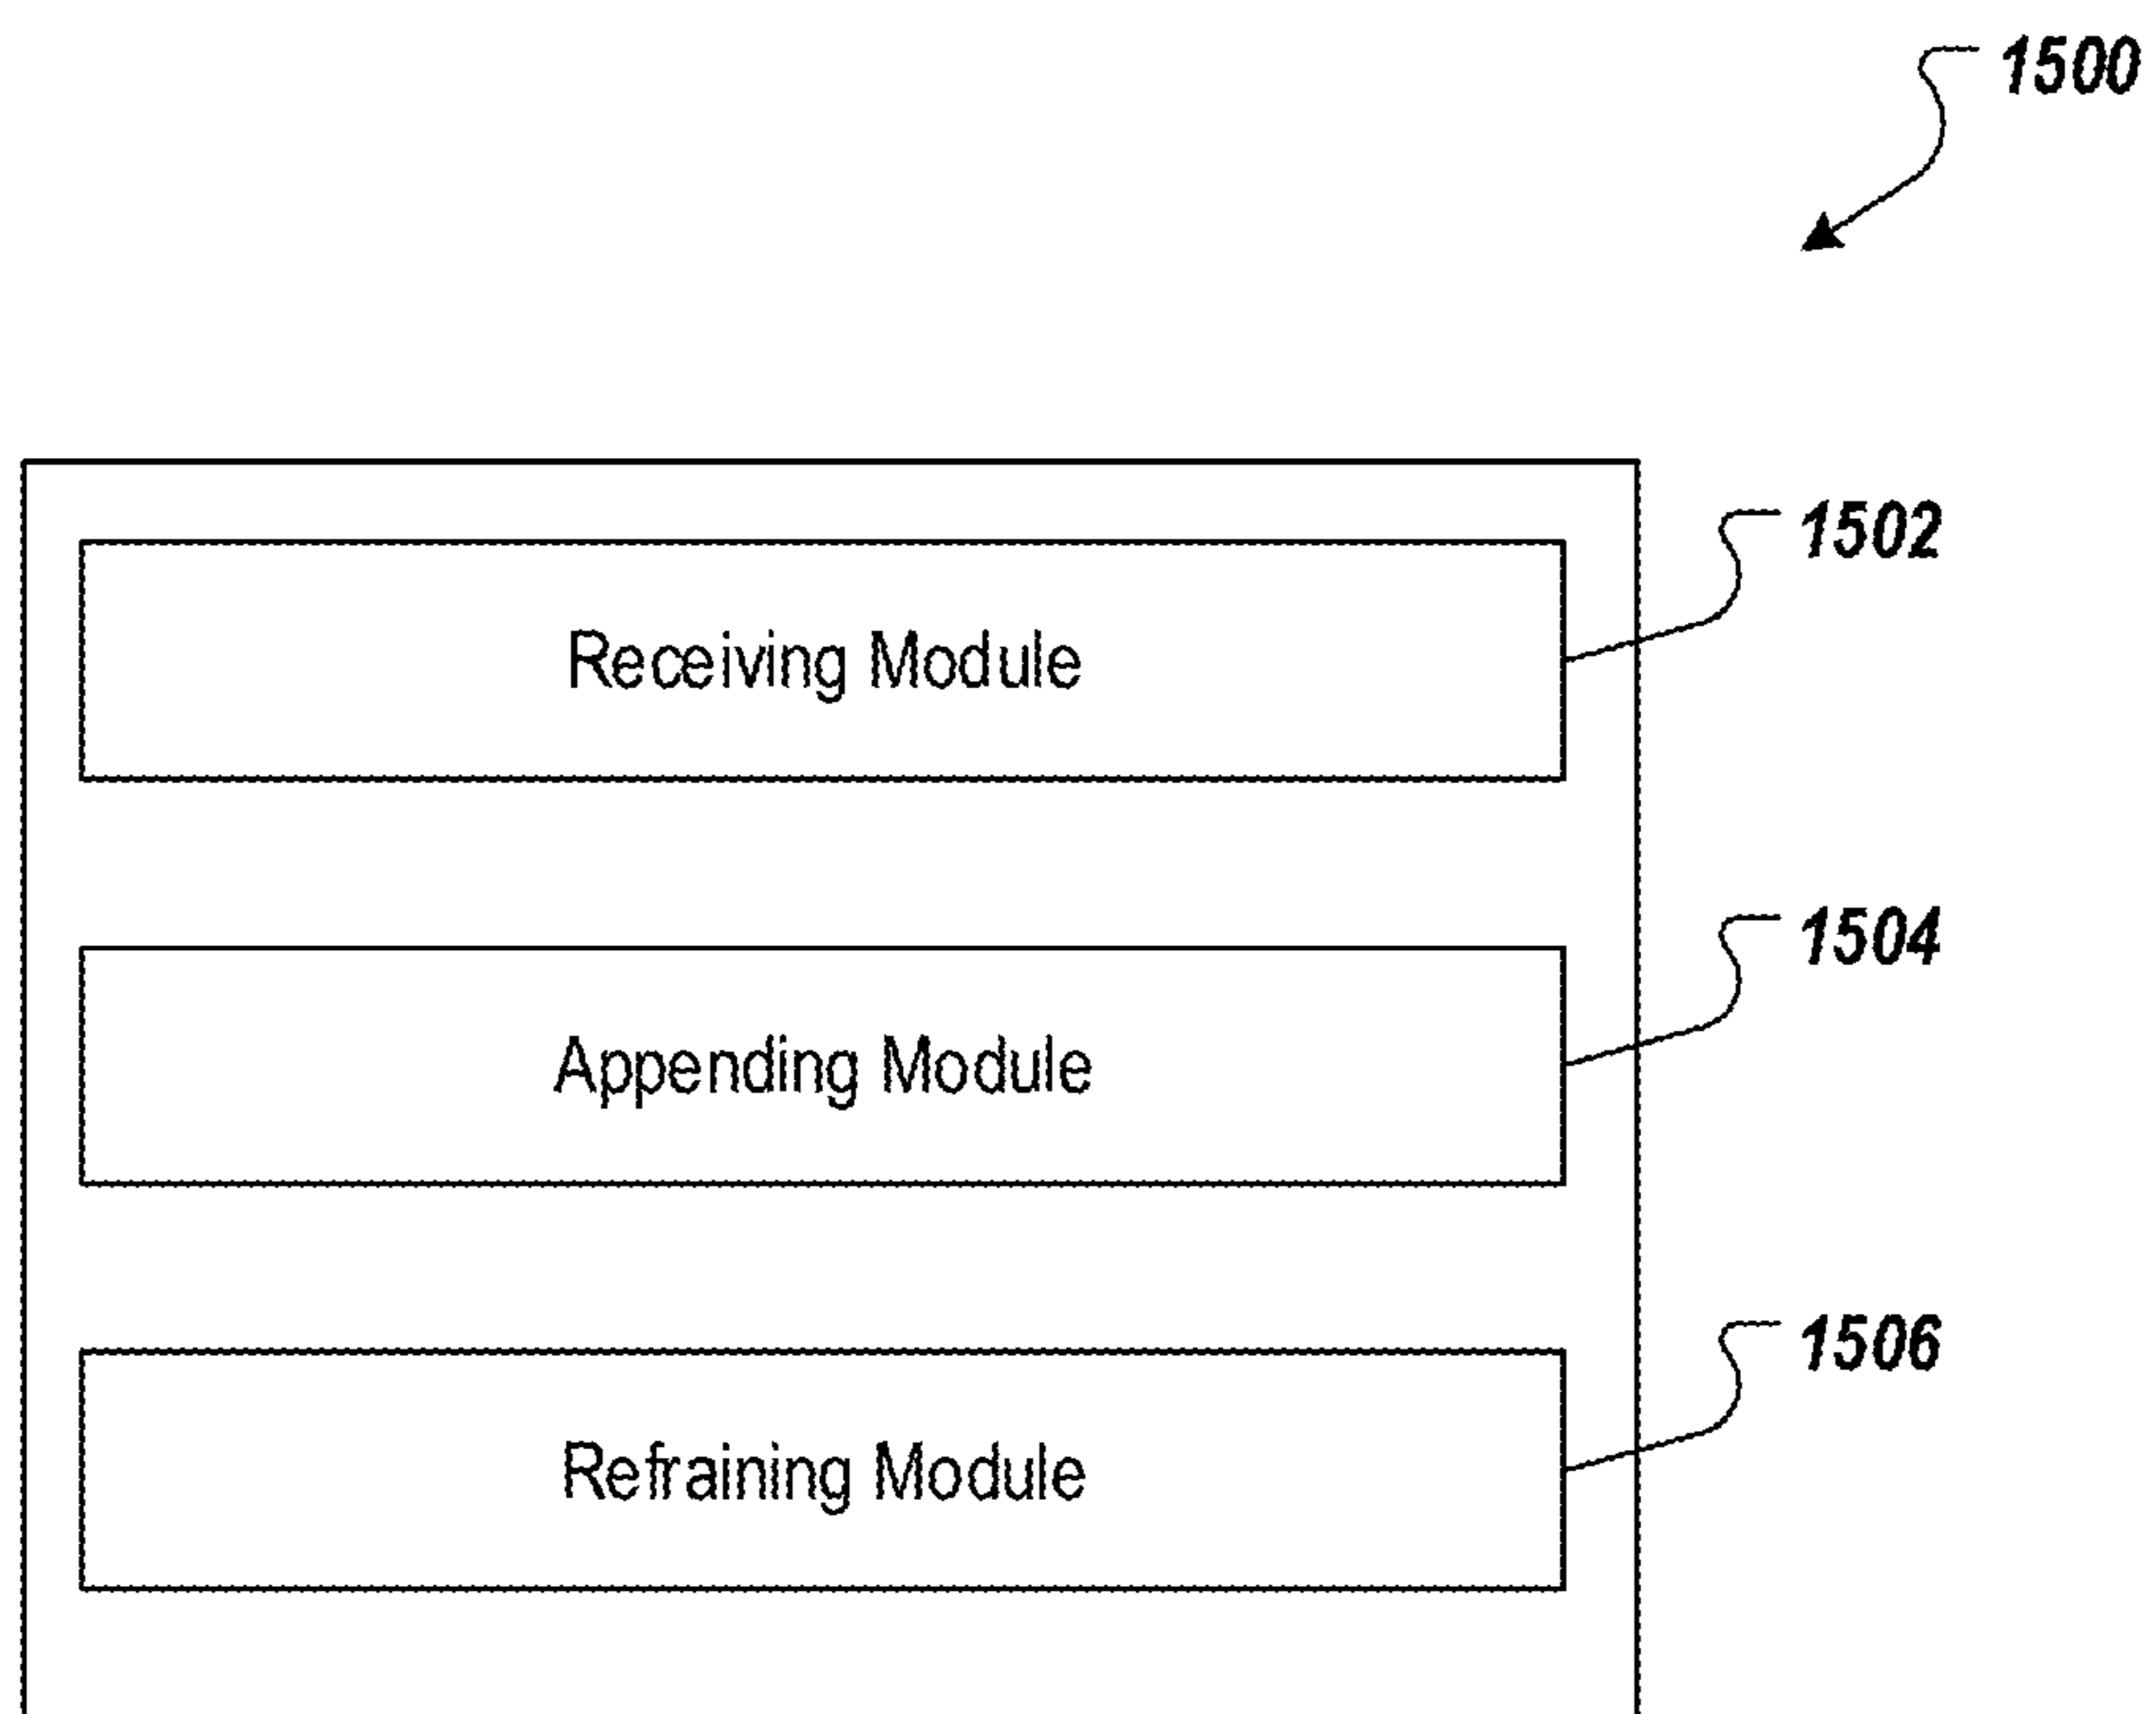 1500
1502
Receiving Module
1504
Appending Module
1506
Refraining Module